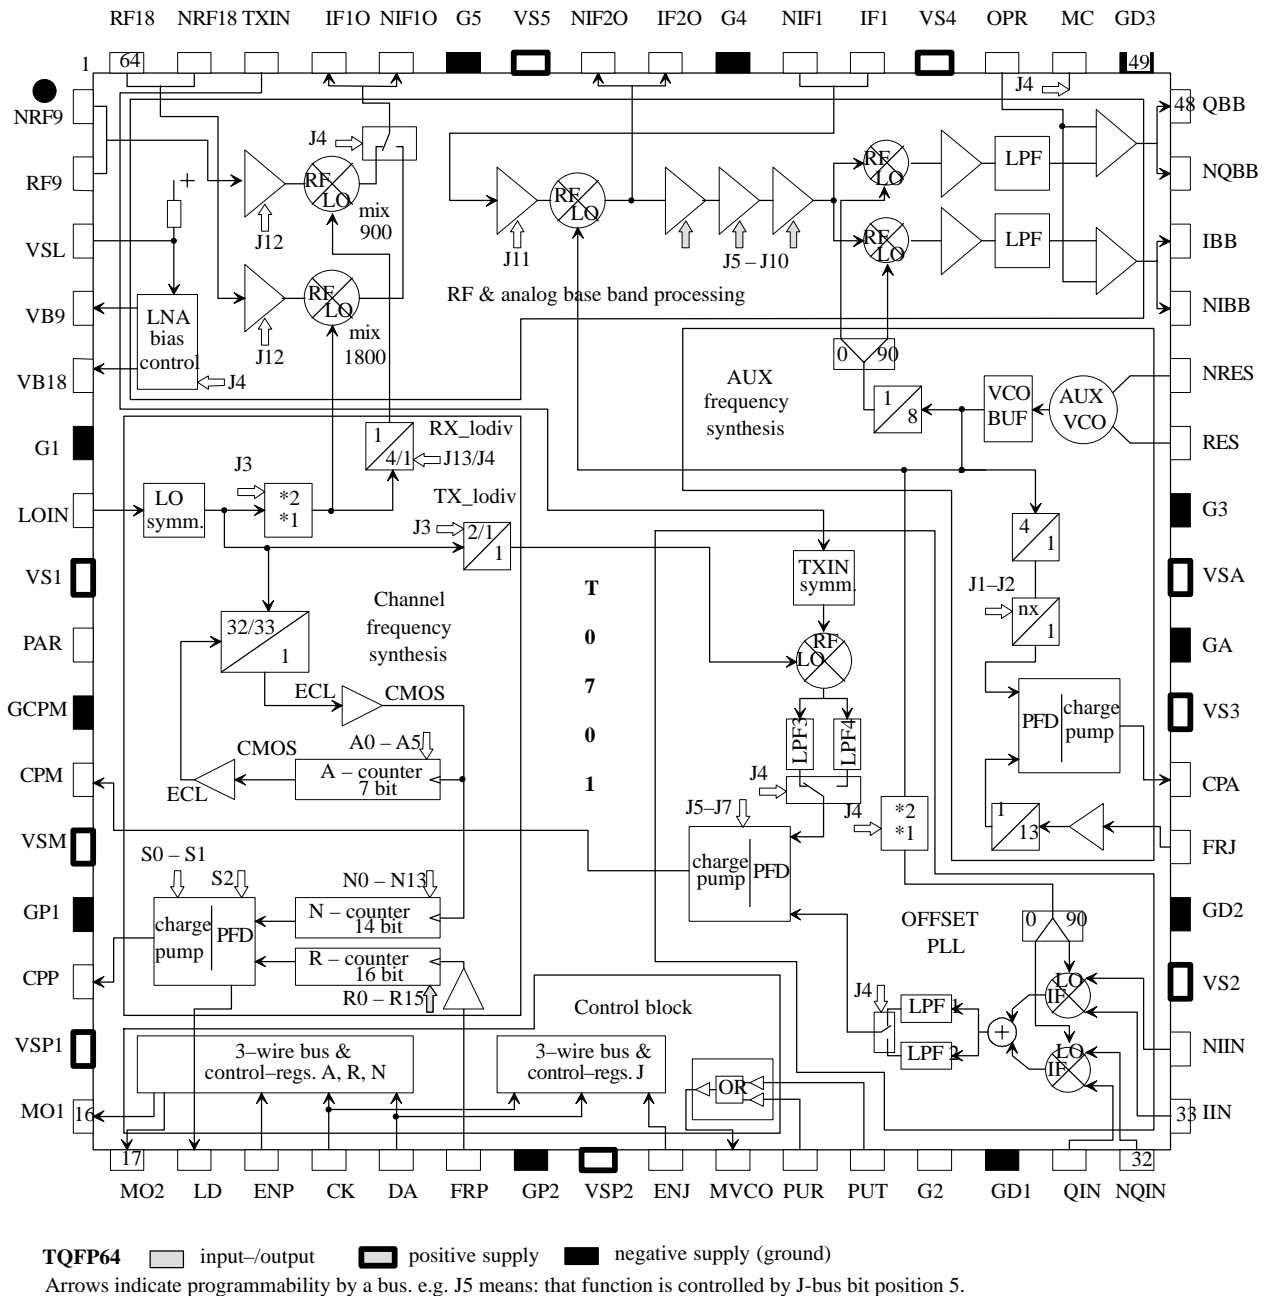 RF18 NRF18 TXIN IF1O NIF1O G5 VS5 NIF2O IF2O G4 NIF1 IF1 VS4 OPR MC GD3
1 64 49
NRF9
RF9
VSL
VB9
VB18
G1
LOIN
VS1
PAR
GCPM
CPM
VSM
GP1
CPP
VSP1
MO1
16
48 QBB
NQBB
IBB
NIBB
NRES
RES
G3
VSA
GA
VS3
CPA
FRJ
GD2
VS2
NIIN
33 IIN
J4
J4
+
RF
LO
mix
900
J12
RF
LO
mix
1800
J12
LNA
bias
control
J4
J11
RF
LO
J5 – J10
RF
LO
RF
LO
LPF
LPF
RF & analog base band processing
0 90
1
8
VCO
BUF
AUX
VCO
AUX
frequency
synthesis
1
4/1
RX_lodiv
J13/J4
TX_lodiv
J3
2/1
1
J3
*2
*1
LO
symm.
32/33
1
Channel
frequency
synthesis
ECL CMOS
CMOS
ECL
A0 – A5
A – counter
7 bit
S0 – S1
S2
N0 – N13
charge
pump
PFD
N – counter
14 bit
R – counter
16 bit
R0 – R15
T
0
7
0
1
TXIN
symm.
RF
LO
LPF3
LPF4
J4
J5–J7
charge
pump
PFD
J4
*2
*1
4
1
J1–J2
nx
1
PFD
charge
pump
1
13
OFFSET
PLL
0 90
LO
IF
LO
IF
+
LPF 1
LPF 2
J4
Control block
3–wire bus &
control–regs. A, R, N
3–wire bus &
control–regs. J
OR
17 32
MO2 LD ENP CK DA FRP GP2 VSP2 ENJ MVCO PUR PUT G2 GD1 QIN NQIN
TQFP64 input–/output positive supply negative supply (ground)
Arrows indicate programmability by a bus. e.g. J5 means: that function is controlled by J-bus bit position 5.